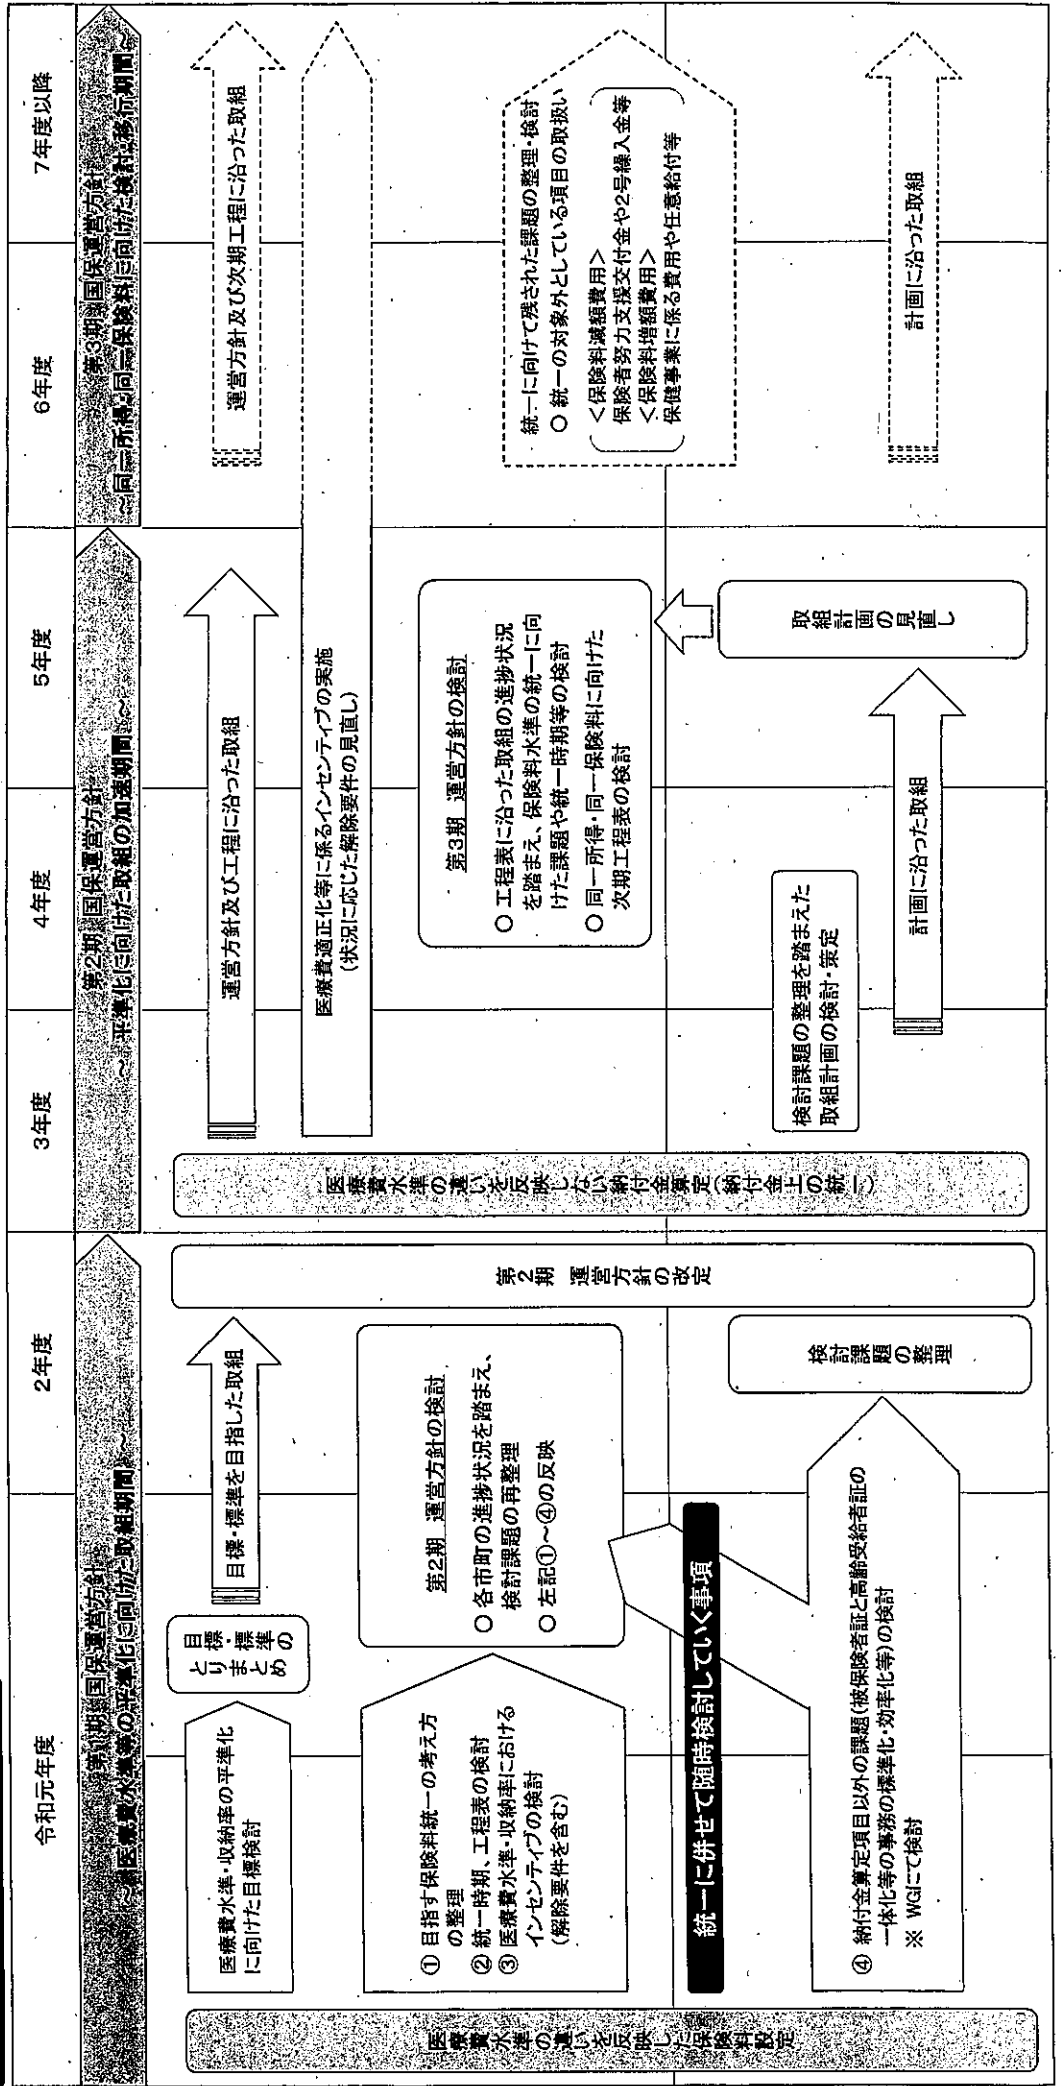 令和元年度
2年度
3年度
4年度
5年度
6年度
7年度以降
第1期 国保運営方針
～ 医療費水準等の平準化に向けた取組期間 ～
第2期 国保運営方針
～ 平準化に向けた取組の加速期間 ～
第3期 国保運営方針
～ 同一所得・同一保険料に向けた検討・移行期間 ～
医療費水準の違いを反映した保険料設定
医療費水準・収納率の平準化
に向けた目標検討
目標・標準の
とりまとめ
目標・標準を目指した取組
① 目指す保険料統一の考え方
の整理
② 統一時期、工程表の検討
③ 医療費水準・収納率における
インセンティブの検討
(解除要件を含む)
第2期 運営方針の検討
○ 各市町の進捗状況を踏まえ、
検討課題の再整理
○ 左記①～④の反映
統一に併せて随時検討していく事項
④ 納付金算定項目以外の課題(被保険者証と高齢受給者証の
一体化等の事務の標準化・効率化等)の検討
※ WGにて検討
検討課題の整理
第2期 運営方針の改定
医療費水準の違いを反映しない納付金算定(納付金上の統一)
運営方針及び工程に沿った取組
医療費適正化等に係るインセンティブの実施
(状況に応じた解除要件の見直し)
第3期 運営方針の検討
○ 工程表に沿った取組の進捗状況
を踏まえ、保険料水準の統一に向
けた課題や統一時期等の検討
○ 同一所得・同一保険料に向けた
次期工程表の検討
検討課題の整理を踏まえた
取組計画の検討・策定
計画に沿った取組
取組計画の見直し
運営方針及び次期工程に沿った取組
統一に向けて残された課題の整理・検討
○ 統一の対象外としている項目の取扱い
<保険料減額費用>
保険者努力支援交付金や2号繰入金等
<保険料増額費用>
保健事業に係る費用や任意給付等
計画に沿った取組